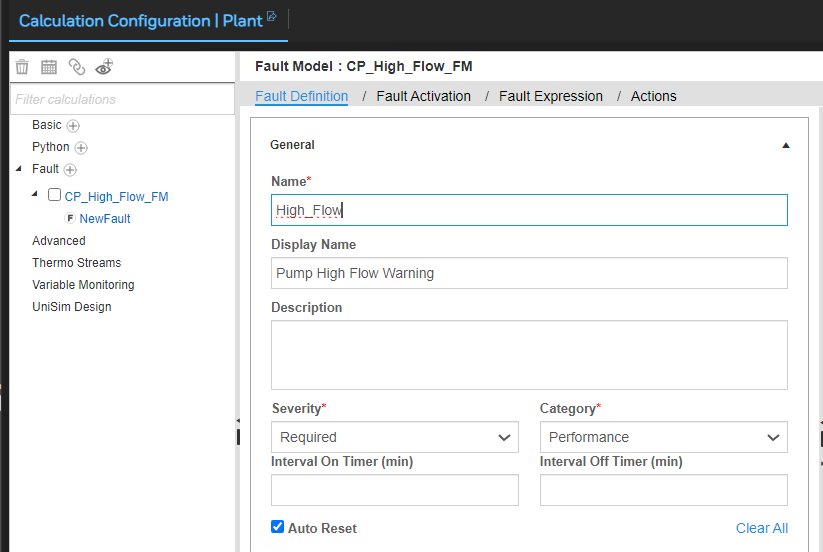 Calculation Configuration | Plant
Fault Model : CP_High_Flow_FM
Filter calculations
Fault Definition / Fault Activation / Fault Expression / Actions
Basic
Python
Fault
CP_High_Flow_FM
F NewFault
Advanced
Thermo Streams
Variable Monitoring
UniSim Design
General
Name*
High_Flow
Display Name
Pump High Flow Warning
Description
Severity* Category*
Required Performance
Interval On Timer (min) Interval Off Timer (min)
Auto Reset Clear All